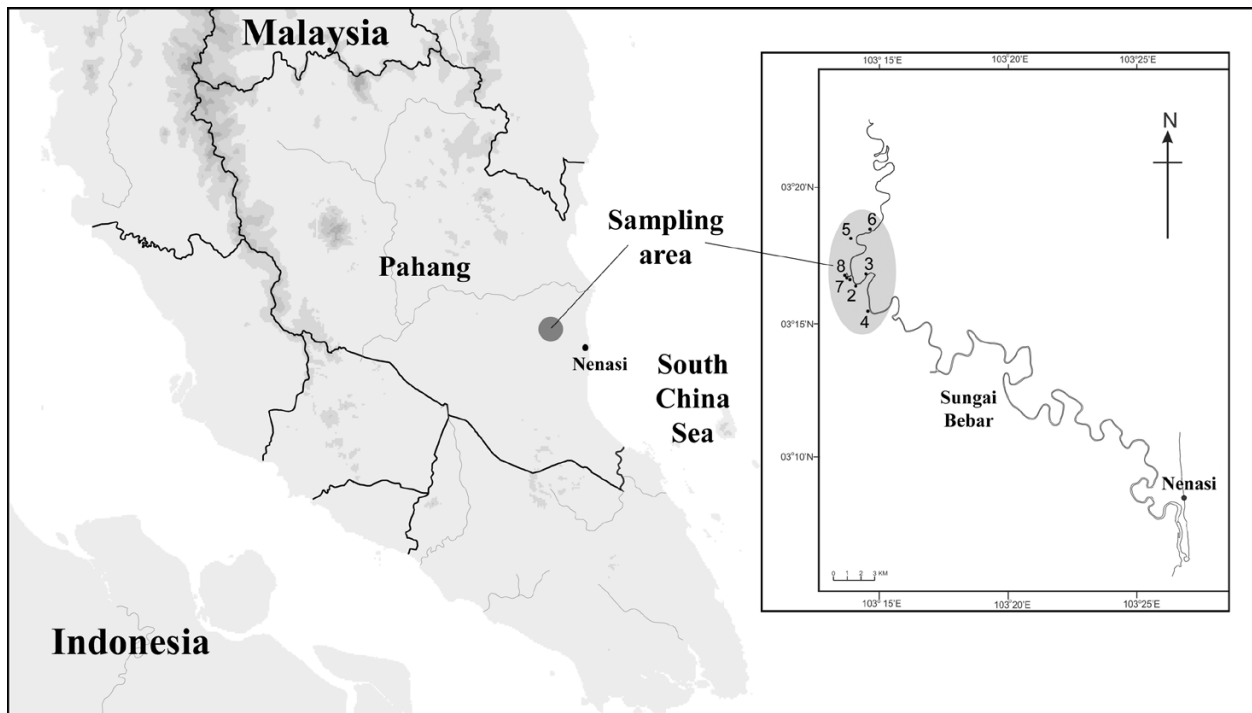 Malaysia
Pahang
Sampling
area
Nenasi
South
China
Sea
Indonesia
103° 15'E
103°20'E
103°25'E
N
03°20'N
03°15'N
03°10'N
5
6
8
3
7
2
4
Sungai
Bebar
Nenasi
0 1 2 3 KM
103° 15'E
103°20'E
103°25'E